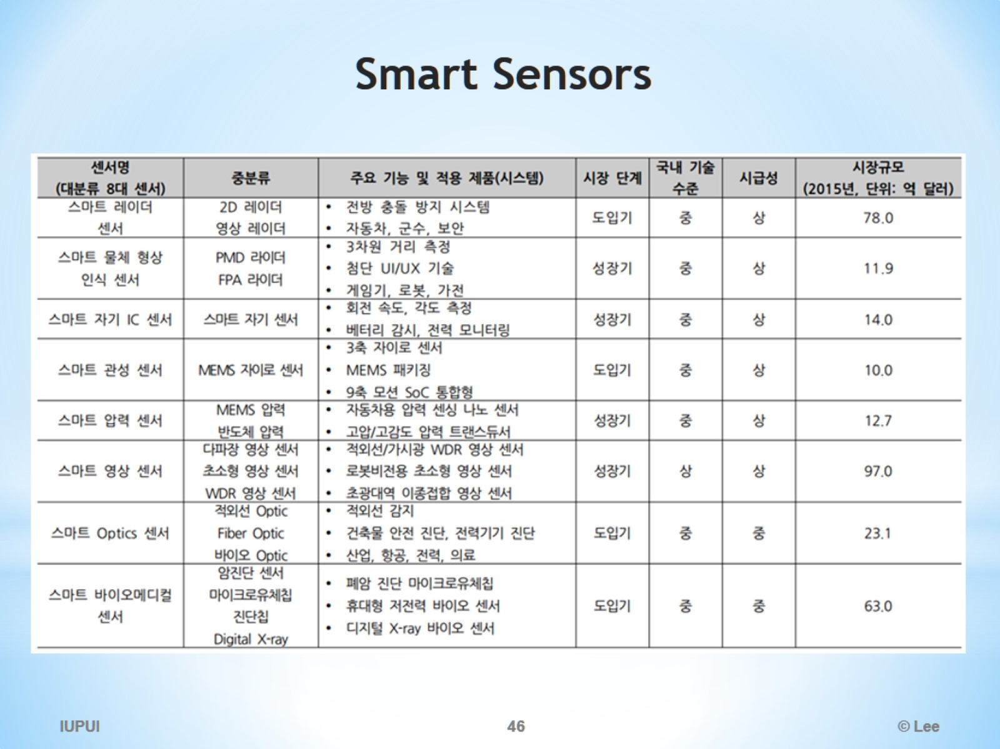 Smart Sensors
센서명
(대분류 8대 센서)
중분류
주요 기능 및 적용 제품(시스템)
시장 단계
국내 기술
수준
시급성
시장규모
(2015년, 단위: 억 달러)
스마트 레이더
센서
2D 레이더
영상 레이더
• 전방 충돌 방지 시스템
• 자동차, 군수, 보안
도입기
중
상
78.0
스마트 물체 형상
인식 센서
PMD 라이더
FPA 라이더
• 3차원 거리 측정
• 첨단 UI/UX 기술
• 게임기, 로봇, 가전
성장기
중
상
11.9
스마트 자기 IC 센서
스마트 자기 센서
• 회전 속도, 각도 측정
• 베터리 감시, 전력 모니터링
성장기
중
상
14.0
스마트 관성 센서
MEMS 자이로 센서
• 3축 자이로 센서
• MEMS 패키징
• 9축 모션 SoC 통합형
도입기
중
상
10.0
스마트 압력 센서
MEMS 압력
반도체 압력
• 자동차용 압력 센싱 나노 센서
• 고압/고감도 압력 트랜스듀서
성장기
중
상
12.7
스마트 영상 센서
다파장 영상 센서
초소형 영상 센서
WDR 영상 센서
• 적외선/가시광 WDR 영상 센서
• 로봇비전용 초소형 영상 센서
• 초광대역 이종접합 영상 센서
성장기
상
상
97.0
스마트 Optics 센서
적외선 Optic
Fiber Optic
바이오 Optic
• 적외선 감지
• 건축물 안전 진단, 전력기기 진단
• 산업, 항공, 전력, 의료
도입기
중
중
23.1
스마트 바이오메디컬
센서
암진단 센서
마이크로유체칩
진단칩
Digital X-ray
• 폐암 진단 마이크로유체칩
• 휴대형 저전력 바이오 센서
• 디지털 X-ray 바이오 센서
도입기
중
중
63.0
IUPUI
46
© Lee